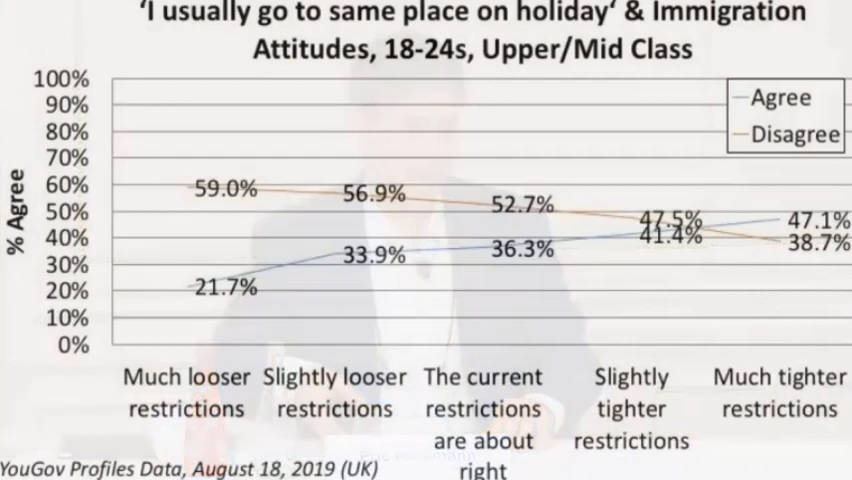 'I usually go to same place on holiday' & Immigration
Attitudes, 18-24s, Upper/Mid Class
100%
90%
80%
70%
60%
50%
40%
30%
20%
10%
0%
% Agree
Agree
Disagree
59.0%
56.9%
52.7%
47.5%
38.7%
21.7%
33.9%
36.3%
41.4%
47.1%
Much looser
restrictions
Slightly looser
restrictions
The current
restrictions
are about
right
Slightly
tighter
restrictions
Much tighter
restrictions
YouGov Profiles Data, August 18, 2019 (UK)